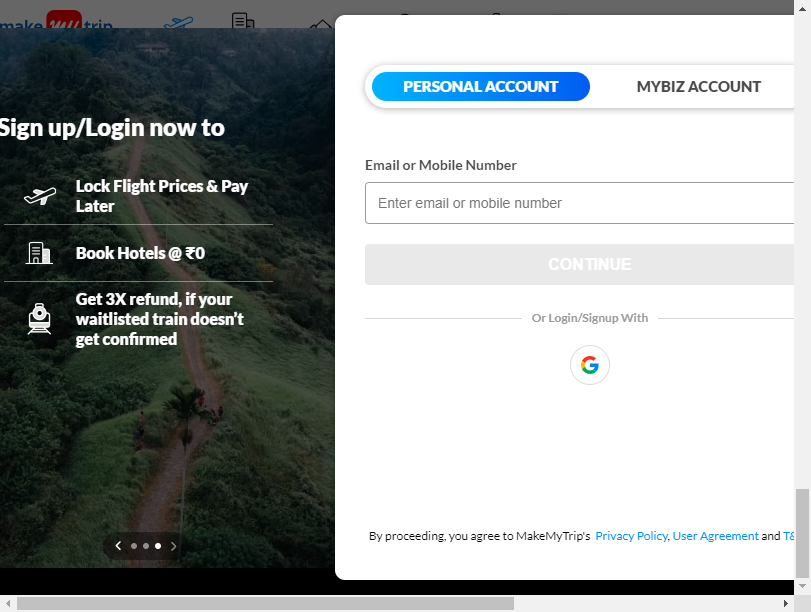 make my trip
Sign up/Login now to
Lock Flight Prices & Pay
Later
Book Hotels @ ₹0
Get 3X refund, if your
waitlisted train doesn't
get confirmed
PERSONAL ACCOUNT
MYBIZ ACCOUNT
Email or Mobile Number
Enter email or mobile number
CONTINUE
Or Login/Signup With
By proceeding, you agree to MakeMyTrip's Privacy Policy, User Agreement and T&